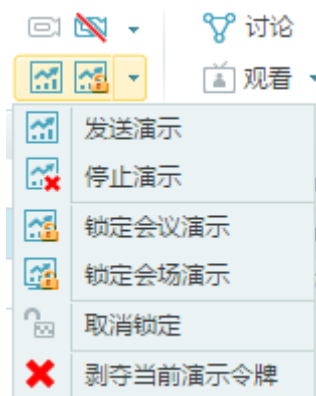 讨论
观看
发送演示
停止演示
锁定会议演示
锁定会场演示
取消锁定
剥夺当前演示令牌